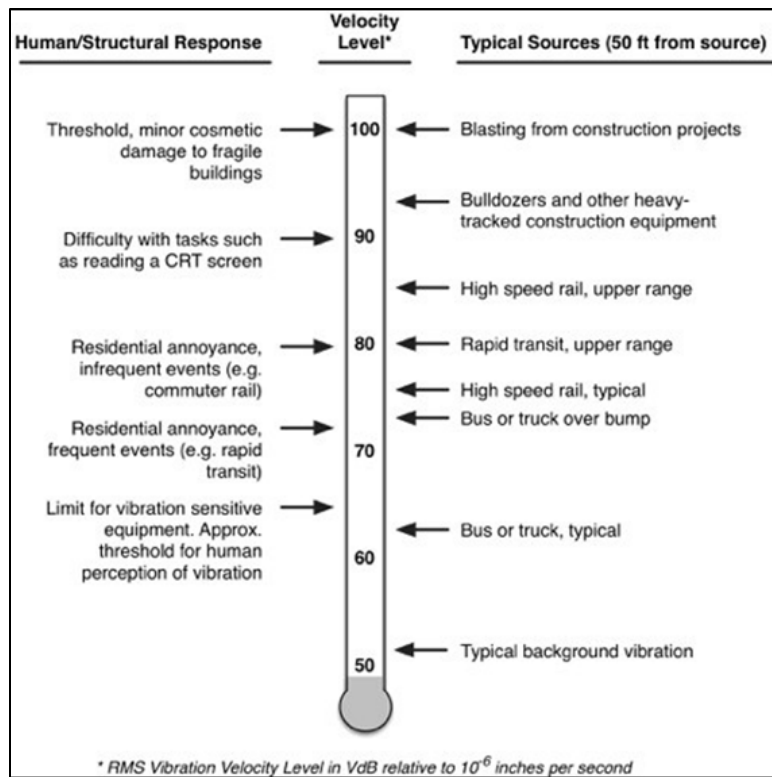 Human/Structural Response
Velocity
Level*
Typical Sources (50 ft from source)
Threshold, minor cosmetic
damage to fragile
buildings
100
Blasting from construction projects
Bulldozers and other heavy-
tracked construction equipment
Difficulty with tasks such
as reading a CRT screen
90
High speed rail, upper range
Residential annoyance,
infrequent events (e.g.
commuter rail)
80
Rapid transit, upper range
High speed rail, typical
Bus or truck over bump
Residential annoyance,
frequent events (e.g. rapid
transit)
70
Limit for vibration sensitive
equipment. Approx.
threshold for human
perception of vibration
Bus or truck, typical
60
Typical background vibration
50
* RMS Vibration Velocity Level in VdB relative to 10⁻⁶ inches per second